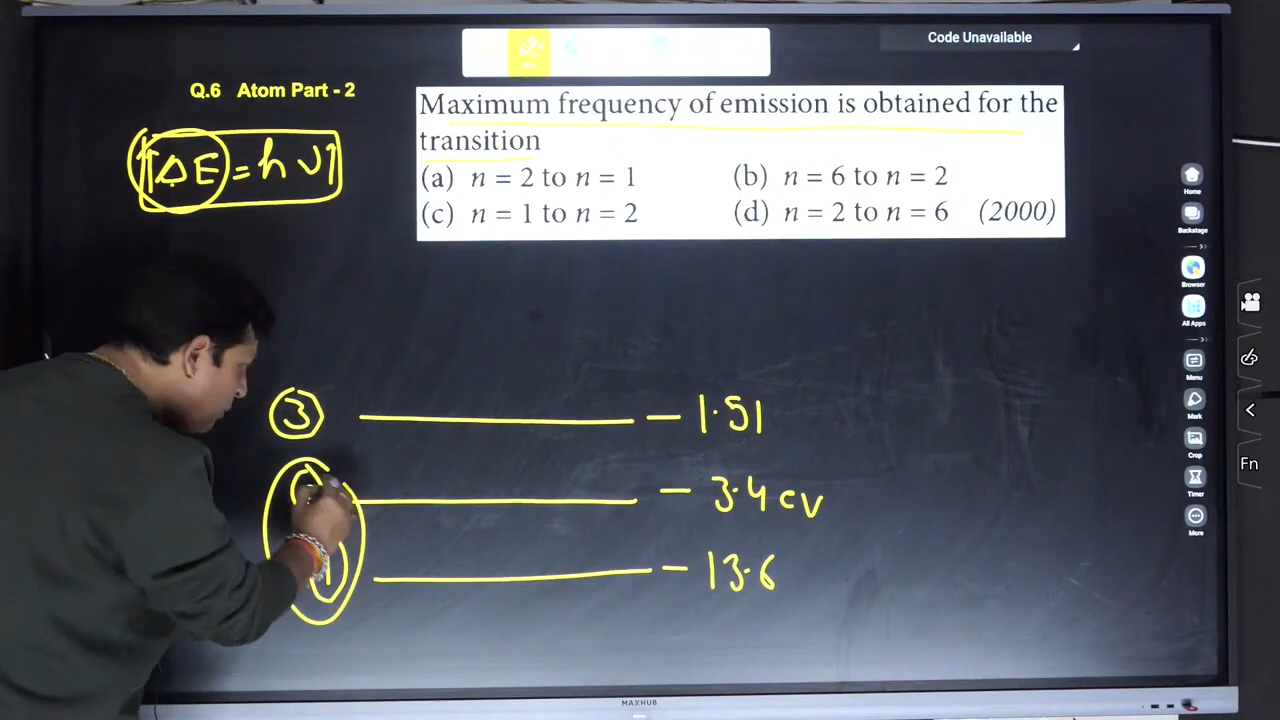 Code Unavailable
Q.6 Atom Part - 2
Maximum frequency of emission is obtained for the
transition
(a) n = 2 to n = 1 (b) n = 6 to n = 2
(c) n = 1 to n = 2 (d) n = 2 to n = 6 (2000)
↑ΔE = hν↑
3 — 1.51
— 3.4 eV
1 — 13.6
Home
Backstage
Browser
All Apps
Menu
Mark
Crop
Timer
More
Fn
MAXHUB